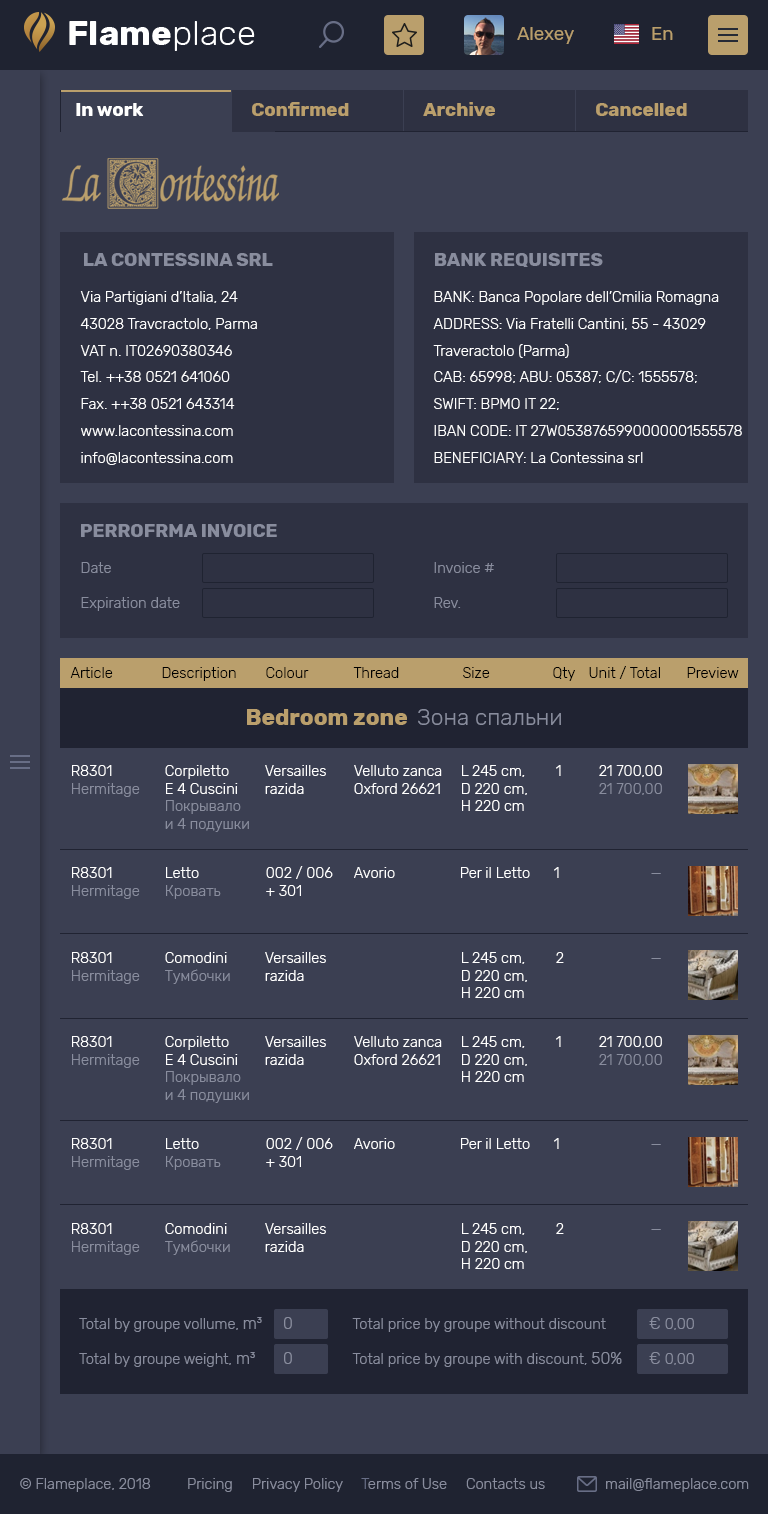 Flameplace
Alexey
En
In work
Confirmed
Archive
Cancelled
La Contessina
LA CONTESSINA SRL
Via Partigiani d'Italia, 24
43028 Travcractolo, Parma
VAT n. IT02690380346
Tel. ++38 0521 641060
Fax. ++38 0521 643314
www.lacontessina.com
info@lacontessina.com
BANK REQUISITES
BANK: Banca Popolare dell'Cmilia Romagna
ADDRESS: Via Fratelli Cantini, 55 - 43029
Traveractolo (Parma)
CAB: 65998; ABU: 05387; C/C: 1555578;
SWIFT: BPMO IT 22;
IBAN CODE: IT 27W0538765990000001555578
BENEFICIARY: La Contessina srl
PERROFRMA INVOICE
Date
Invoice #
Expiration date
Rev.
Article Description Colour Thread Size Qty Unit / Total Preview
Bedroom zone Зона спальни
R8301 Corpiletto Versailles Velluto zanca L 245 cm, 1 21 700,00
Hermitage E 4 Cuscini razida Oxford 26621 D 220 cm, 21 700,00
Покрывало H 220 cm
и 4 подушки
R8301 Letto 002 / 006 Avorio Per il Letto 1 —
Hermitage Кровать + 301
R8301 Comodini Versailles L 245 cm, 2 —
Hermitage Тумбочки razida D 220 cm,
H 220 cm
R8301 Corpiletto Versailles Velluto zanca L 245 cm, 1 21 700,00
Hermitage E 4 Cuscini razida Oxford 26621 D 220 cm, 21 700,00
Покрывало H 220 cm
и 4 подушки
R8301 Letto 002 / 006 Avorio Per il Letto 1 —
Hermitage Кровать + 301
R8301 Comodini Versailles L 245 cm, 2 —
Hermitage Тумбочки razida D 220 cm,
H 220 cm
Total by groupe vollume, m³ 0 Total price by groupe without discount € 0,00
Total by groupe weight, m³ 0 Total price by groupe with discount, 50% € 0,00
© Flameplace, 2018 Pricing Privacy Policy Terms of Use Contacts us mail@flameplace.com